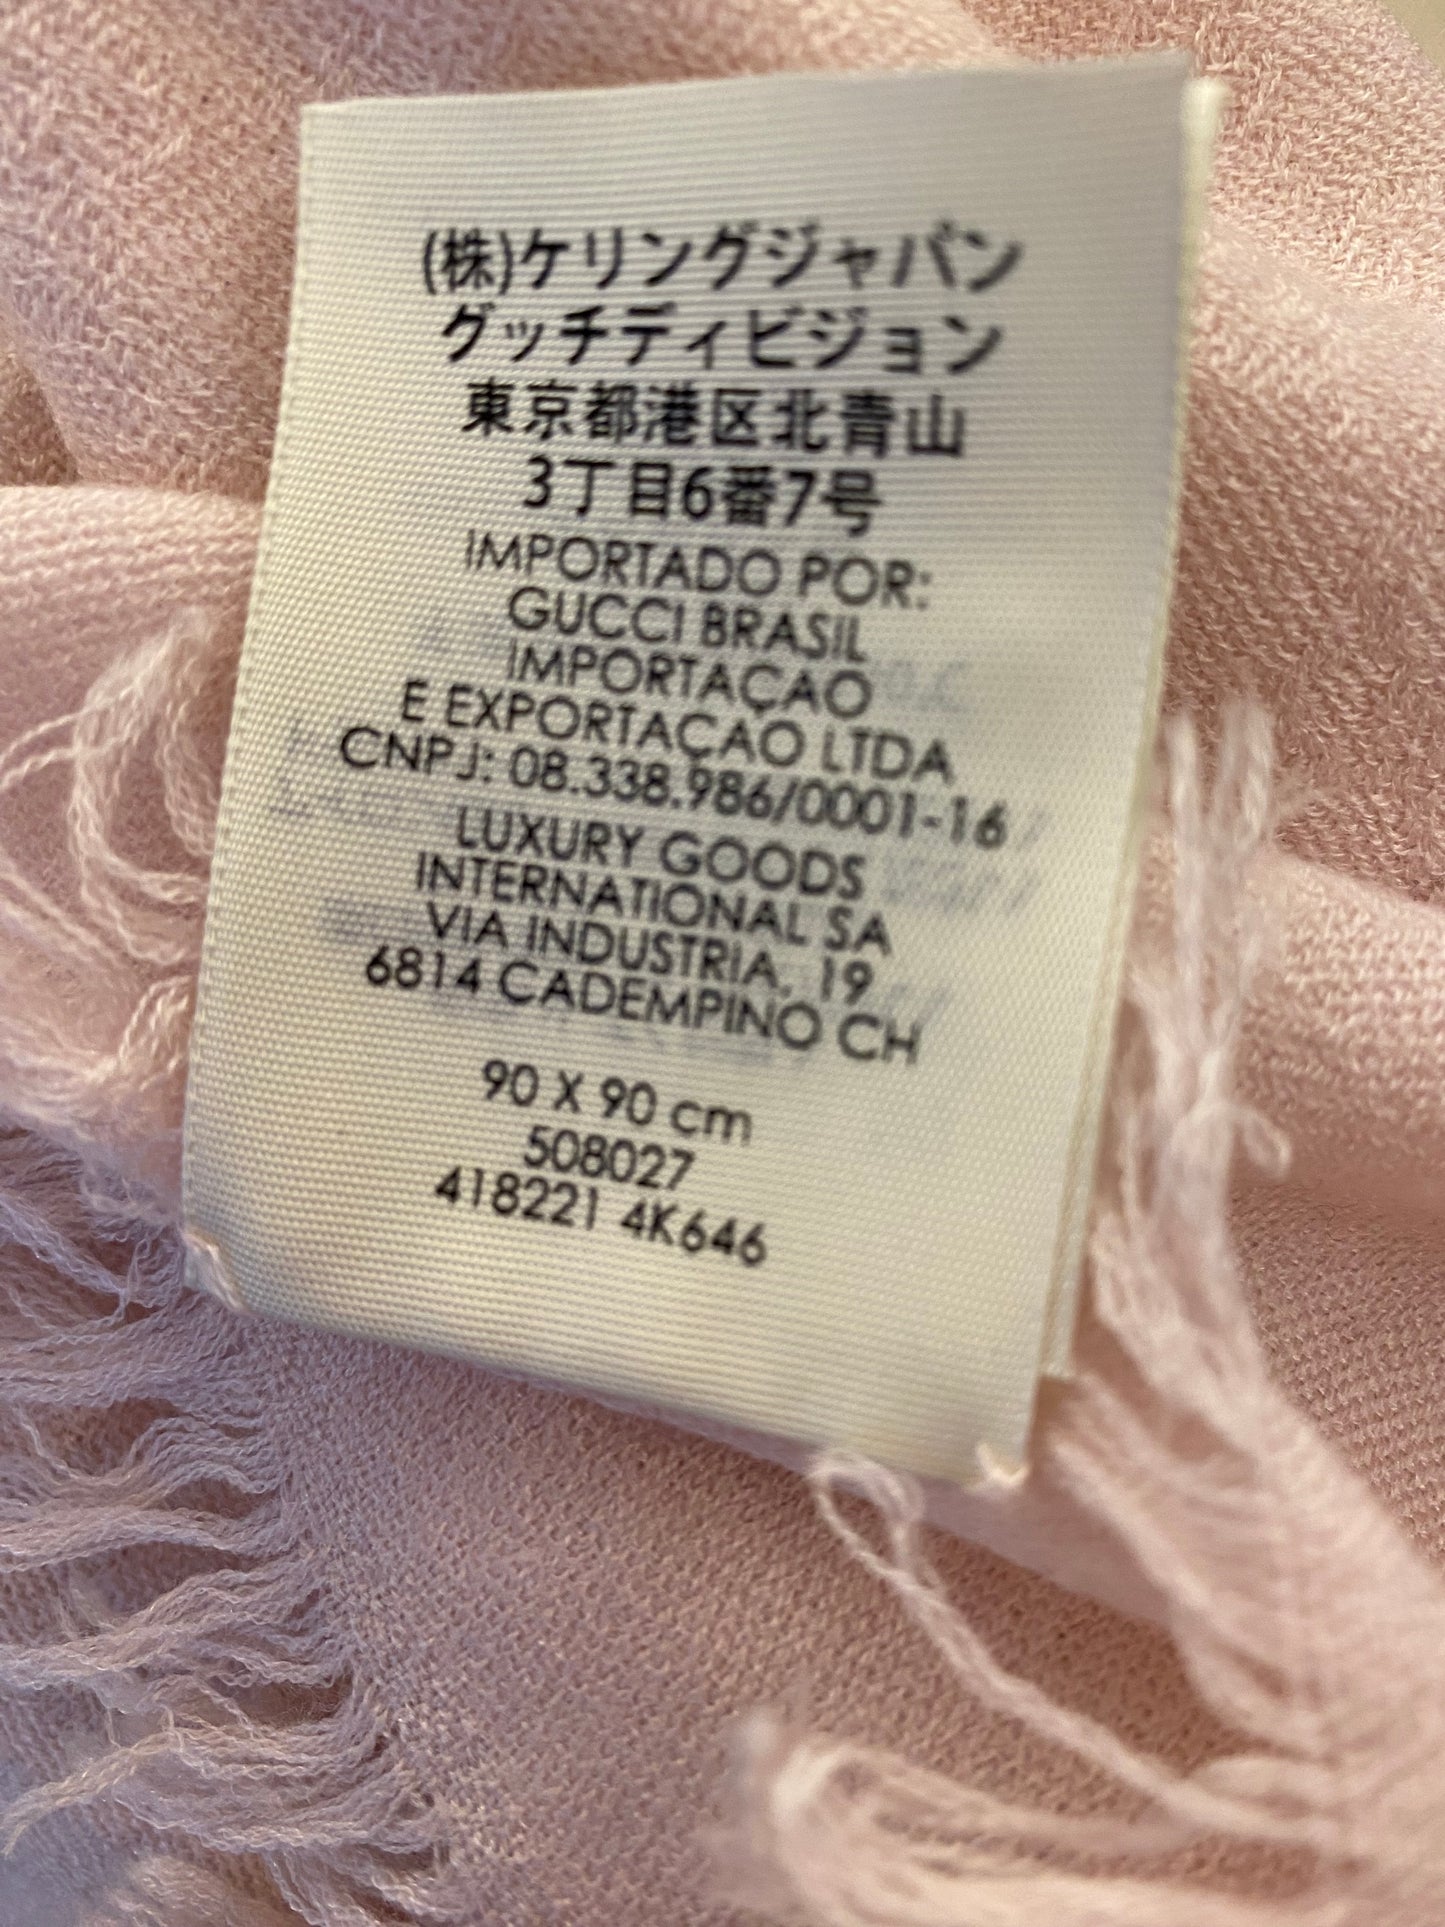 (株)ケリングジャパン
グッチディビジョン
東京都港区北青山
3丁目6番7号
IMPORTADO POR:
GUCCI BRASIL
IMPORTAÇAO
E EXPORTAÇAO LTDA
CNPJ: 08.338.986/0001-16
LUXURY GOODS
INTERNATIONAL SA
VIA INDUSTRIA, 19
6814 CADEMPINO CH
90 X 90 cm
508027
418221 4K646